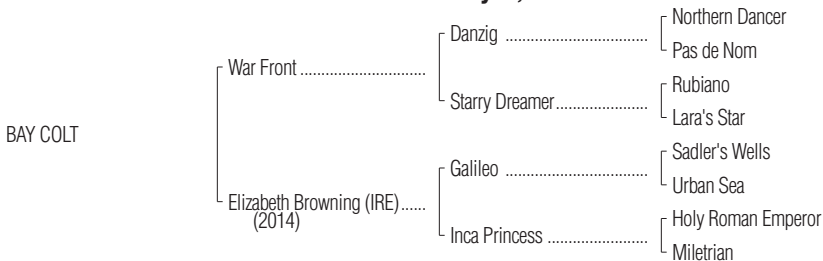 Northern Dancer
Danzig ....................................
Pas de Nom
War Front ..............................
Rubiano
Starry Dreamer.......................
Lara's Star
BAY COLT
Sadler's Wells
Galileo ....................................
Urban Sea
Elizabeth Browning (IRE)......
(2014)
Holy Roman Emperor
Inca Princess .........................
Miletrian